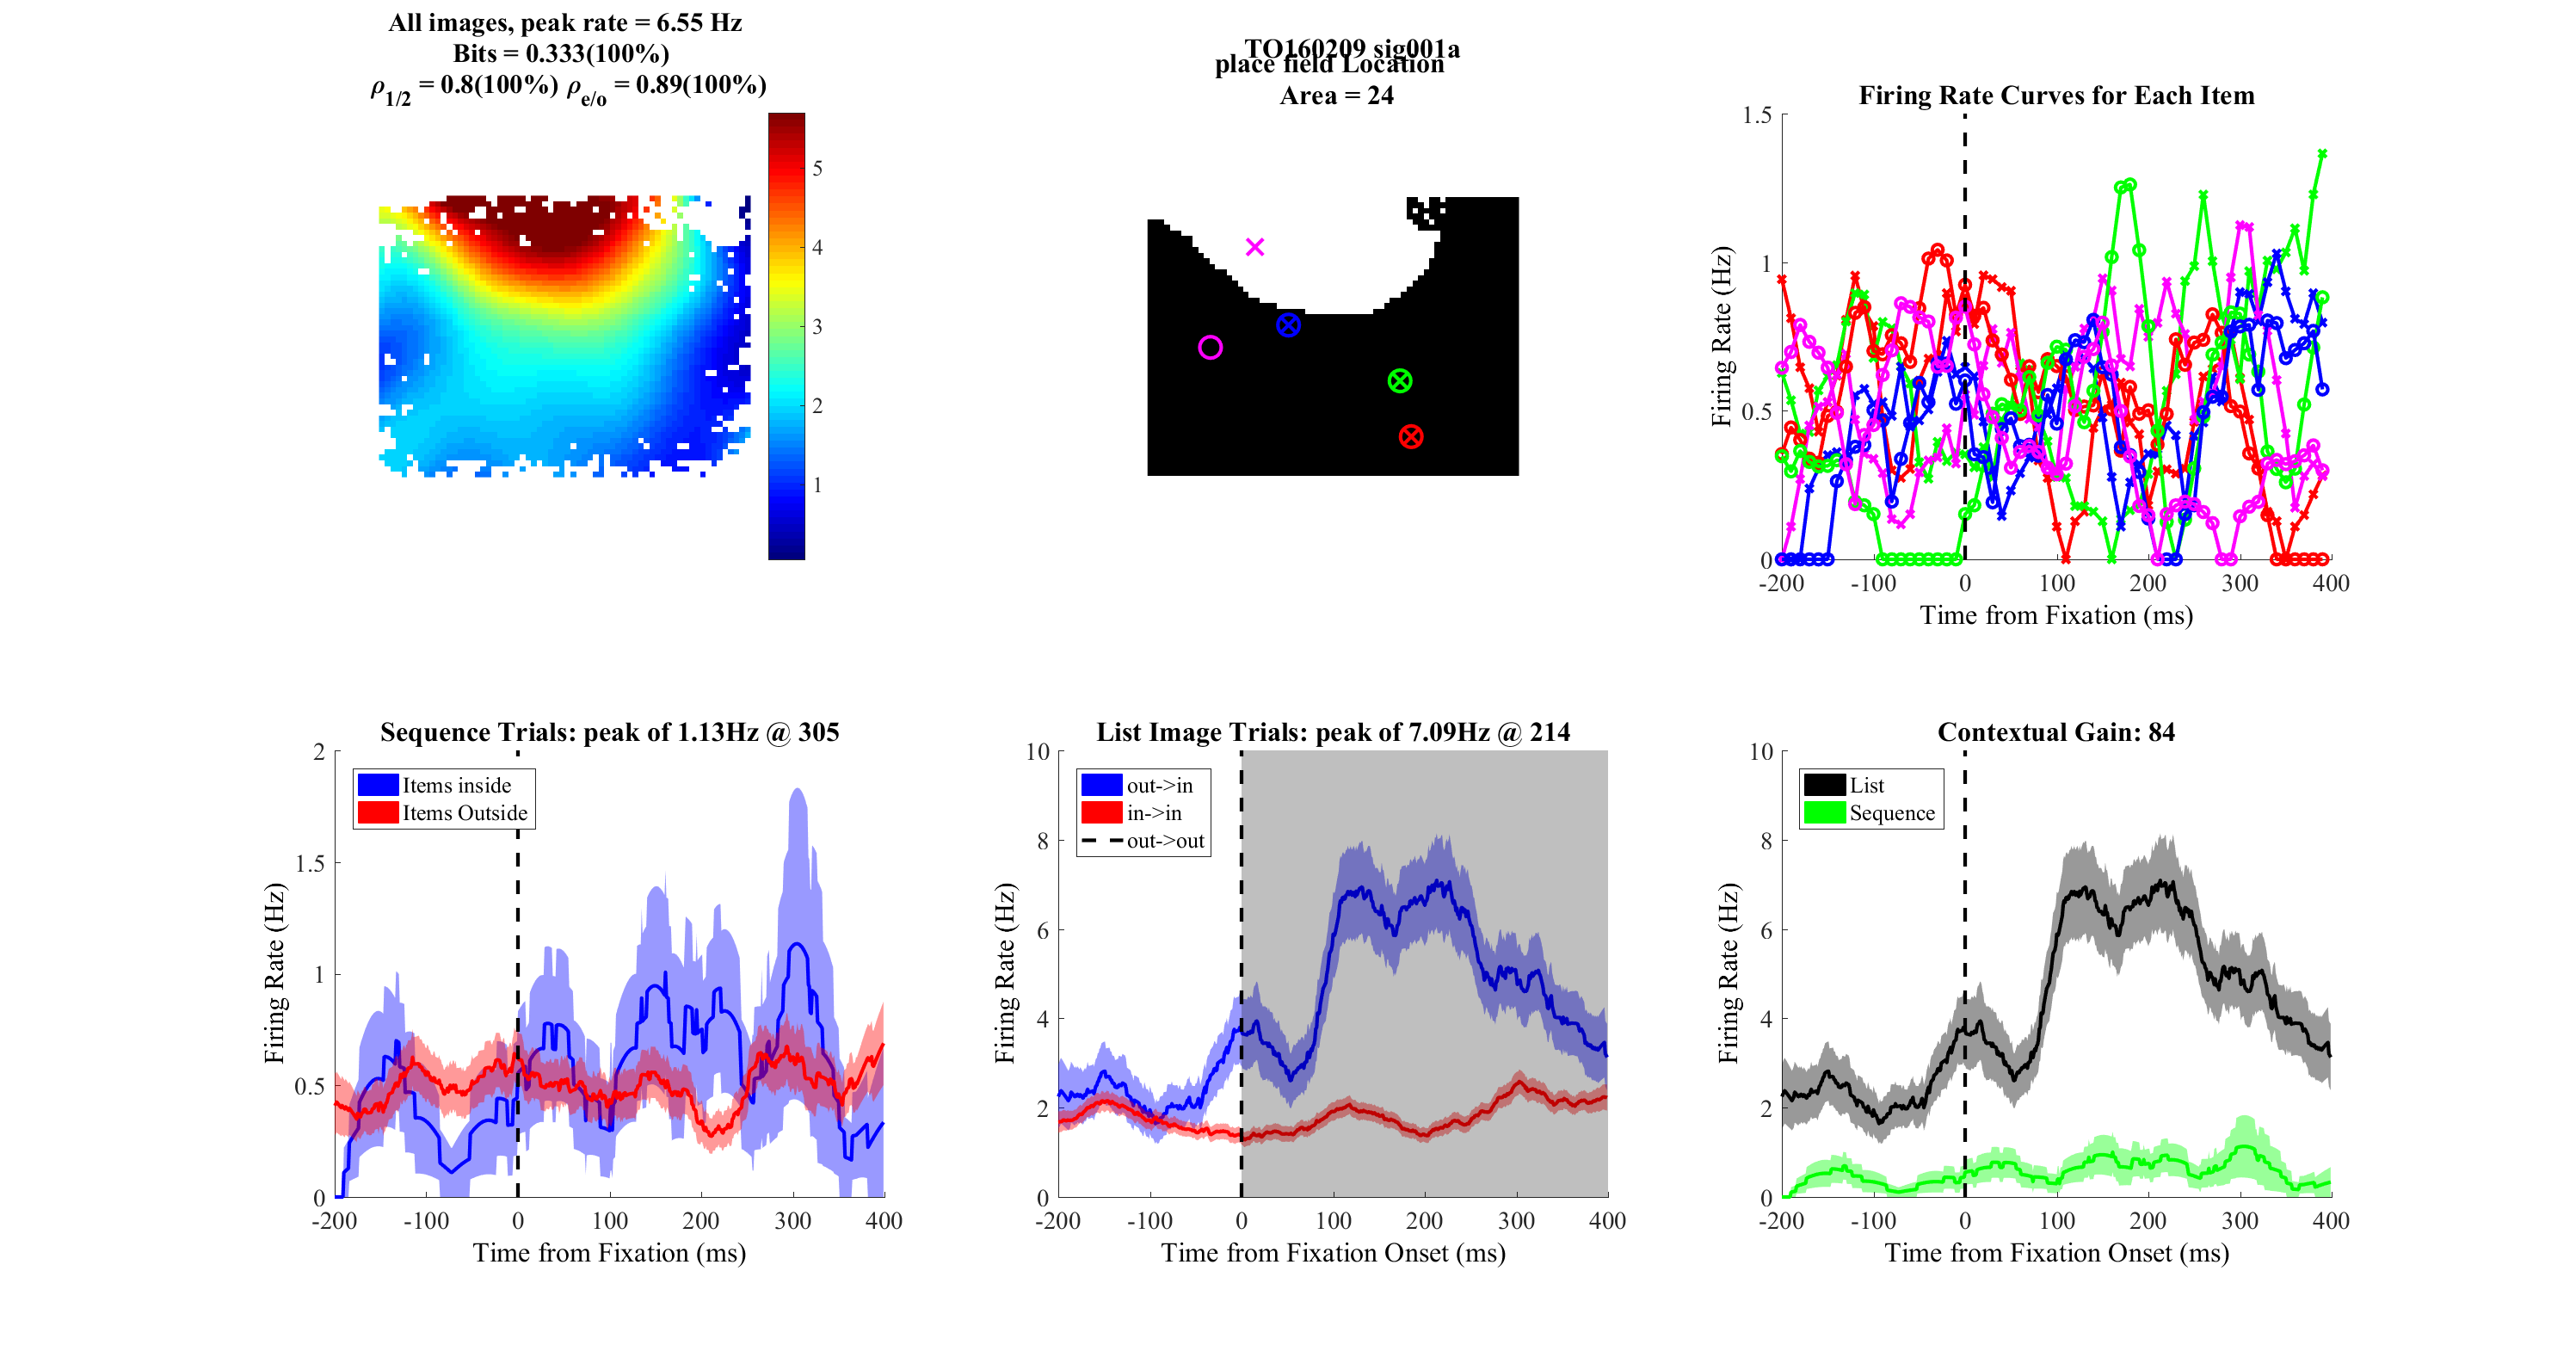 All images, peak rate = 6.55 Hz
Bits = 0.333(100%)
ρ1/2 = 0.8(100%) ρe/o = 0.89(100%)
5
4
3
2
1
TO160209 sig001a
place field Location
Area = 24
Firing Rate Curves for Each Item
Firing Rate (Hz)
1.5
1
0.5
0
-200 -100 0 100 200 300 400
Time from Fixation (ms)
Sequence Trials: peak of 1.13Hz @ 305
Items inside
Items Outside
Firing Rate (Hz)
2
1.5
1
0.5
0
-200 -100 0 100 200 300 400
Time from Fixation (ms)
List Image Trials: peak of 7.09Hz @ 214
out->in
in->in
out->out
Firing Rate (Hz)
10
8
6
4
2
0
-200 -100 0 100 200 300 400
Time from Fixation Onset (ms)
Contextual Gain: 84
List
Sequence
Firing Rate (Hz)
10
8
6
4
2
0
-200 -100 0 100 200 300 400
Time from Fixation Onset (ms)